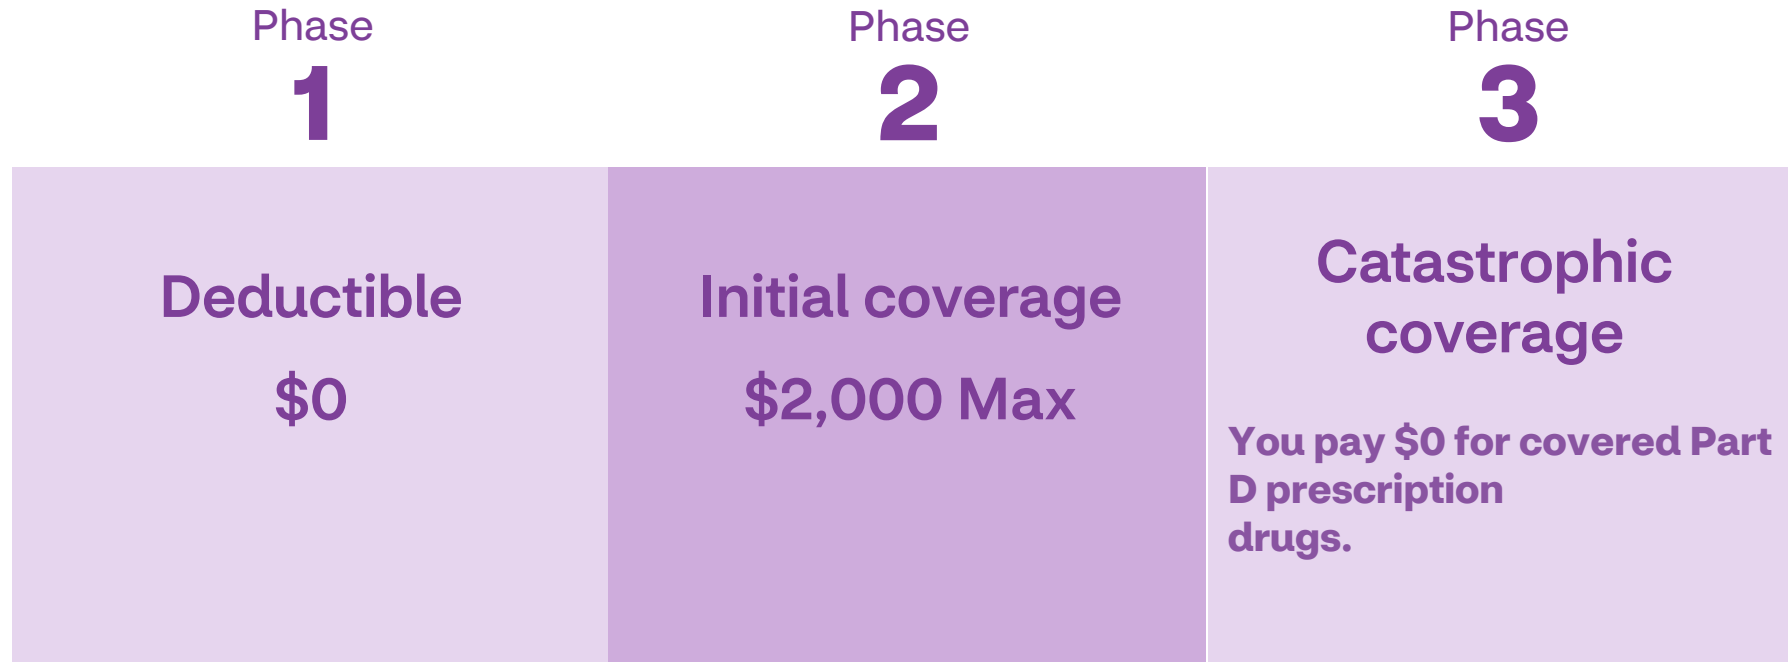 Phase
1
Deductible
$0
Phase
2
Initial coverage
$2,000 Max
Phase
3
Catastrophic
coverage
You pay $0 for covered Part
D prescription
drugs.